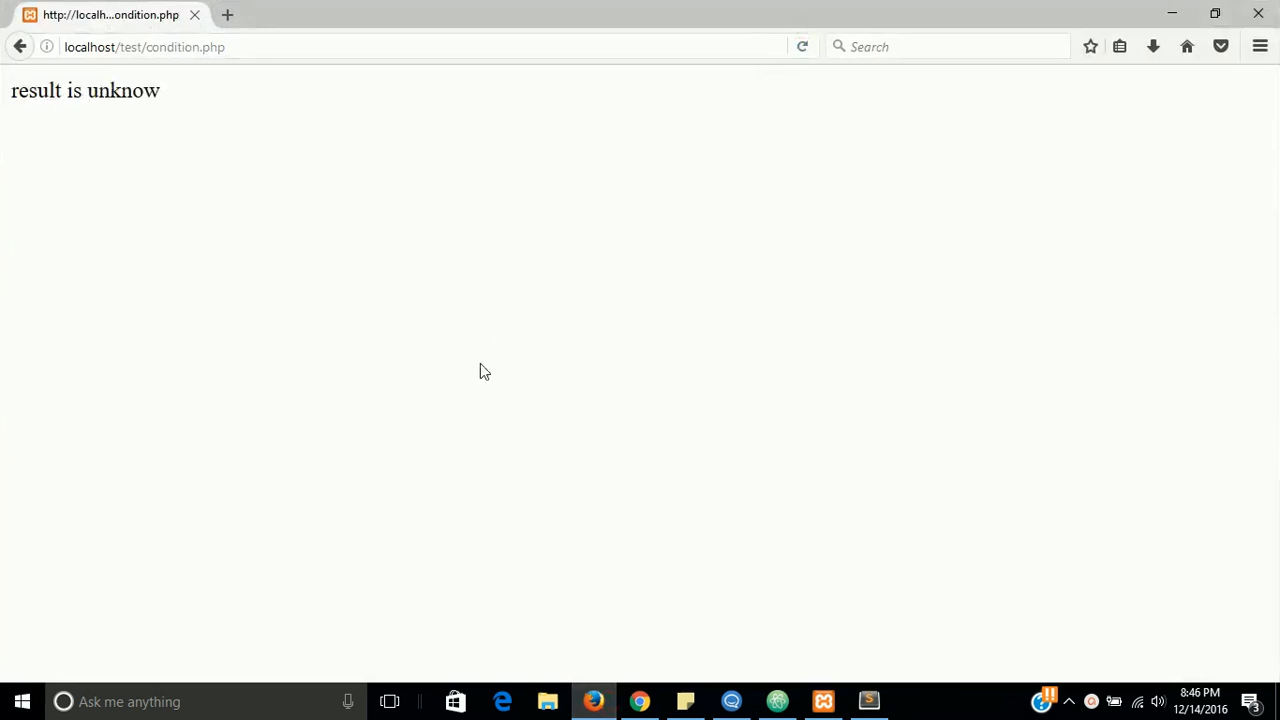 http://localh...ondition.php
localhost/test/condition.php
Search
result is unknow
Ask me anything
8:46 PM
12/14/2016
3